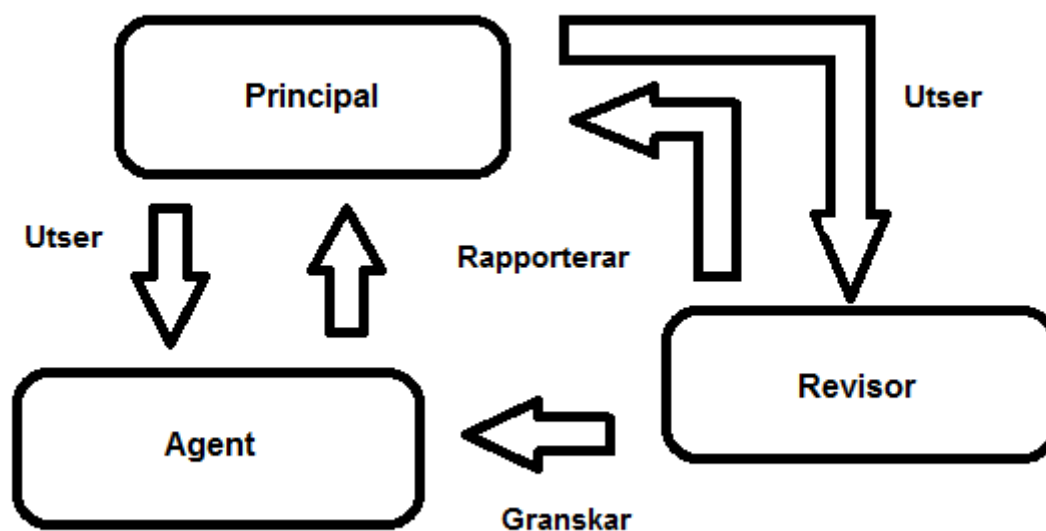 Principal
Utser
Utser
Rapporterar
Revisor
Agent
Granskar